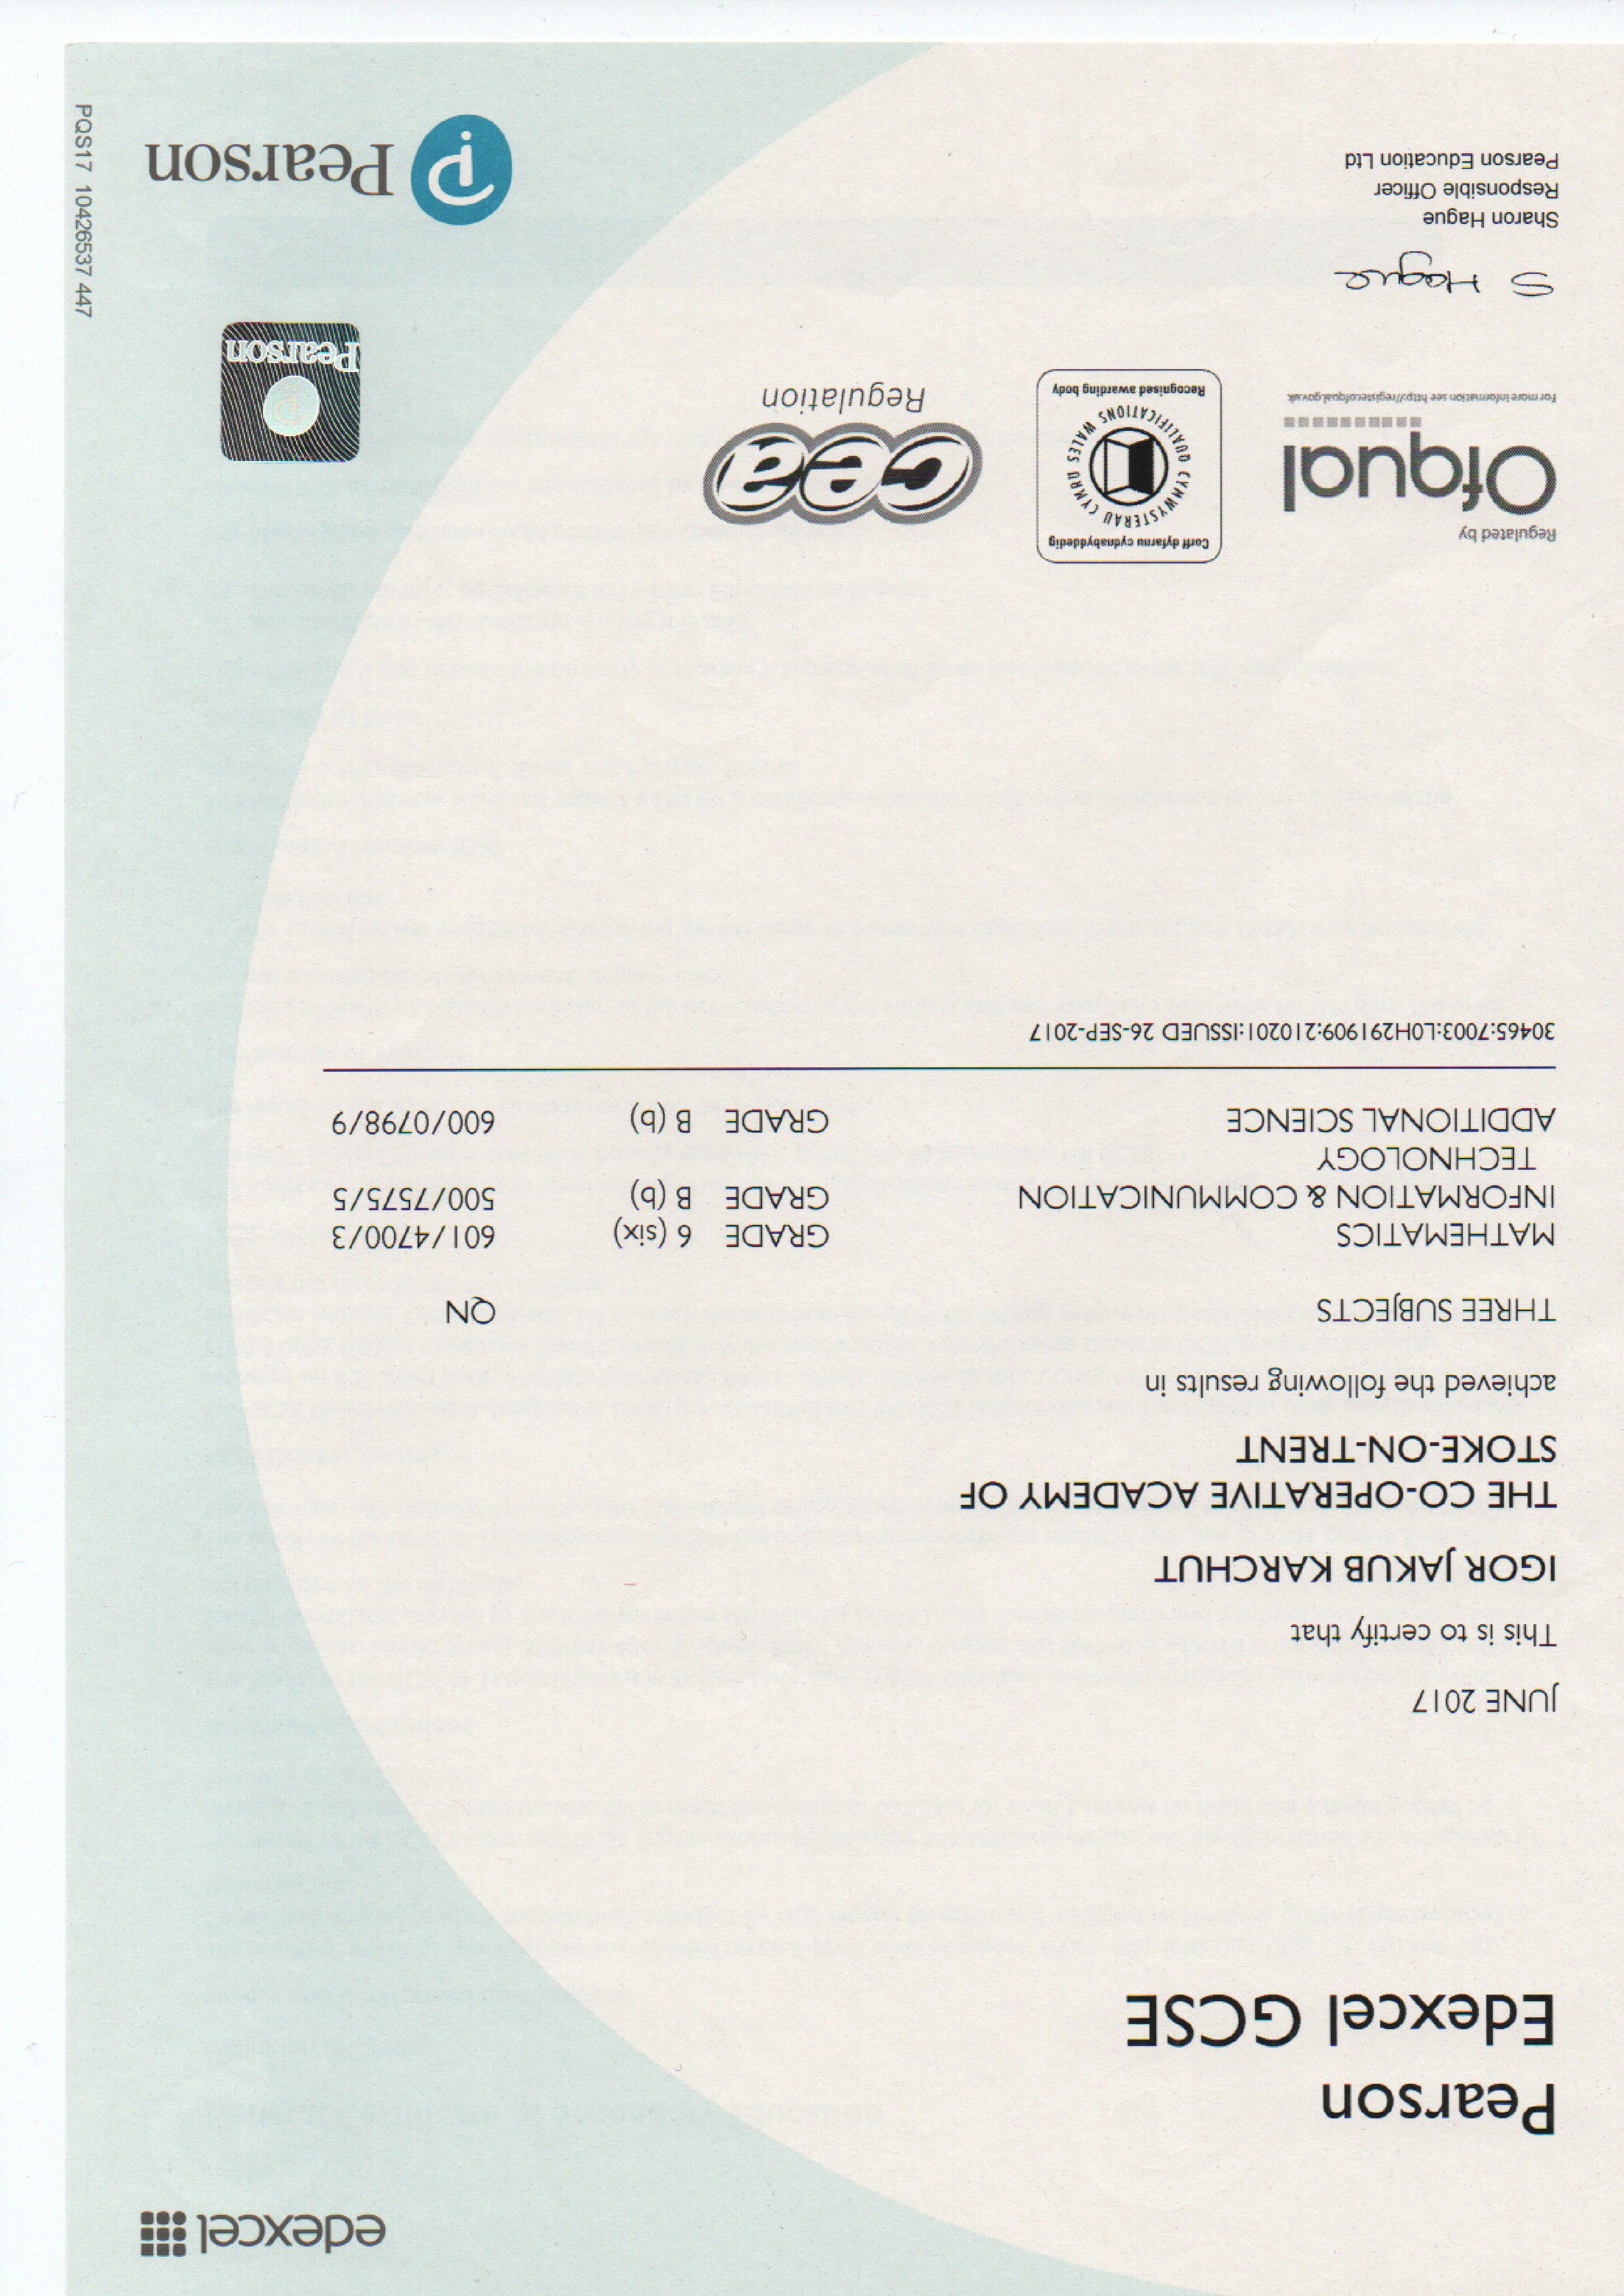 edexcel
Pearson
Edexcel GCSE
JUNE 2017
This is to certify that
IGOR JAKUB KARCHUT
THE CO-OPERATIVE ACADEMY OF
STOKE-ON-TRENT
achieved the following results in
THREE SUBJECTS QN
MATHEMATICS GRADE 6 (six) 601/4700/3
INFORMATION & COMMUNICATION GRADE B (b) 500/7575/5
TECHNOLOGY
ADDITIONAL SCIENCE GRADE B (b) 600/0798/9
30465:7003:L0H291909:210201:ISSUED 26-SEP-2017
Regulated by
Ofqual
For more information see http://register.ofqual.gov.uk
Corff dyfarnu cydnabyddedig
CYMWYSTERAU CYMRU
QUALIFICATIONS WALES
Recognised awarding body
cea
Regulation
Pearson
S Hague
Sharon Hague
Responsible Officer
Pearson Education Ltd
Pearson
PQS17 10426537 447